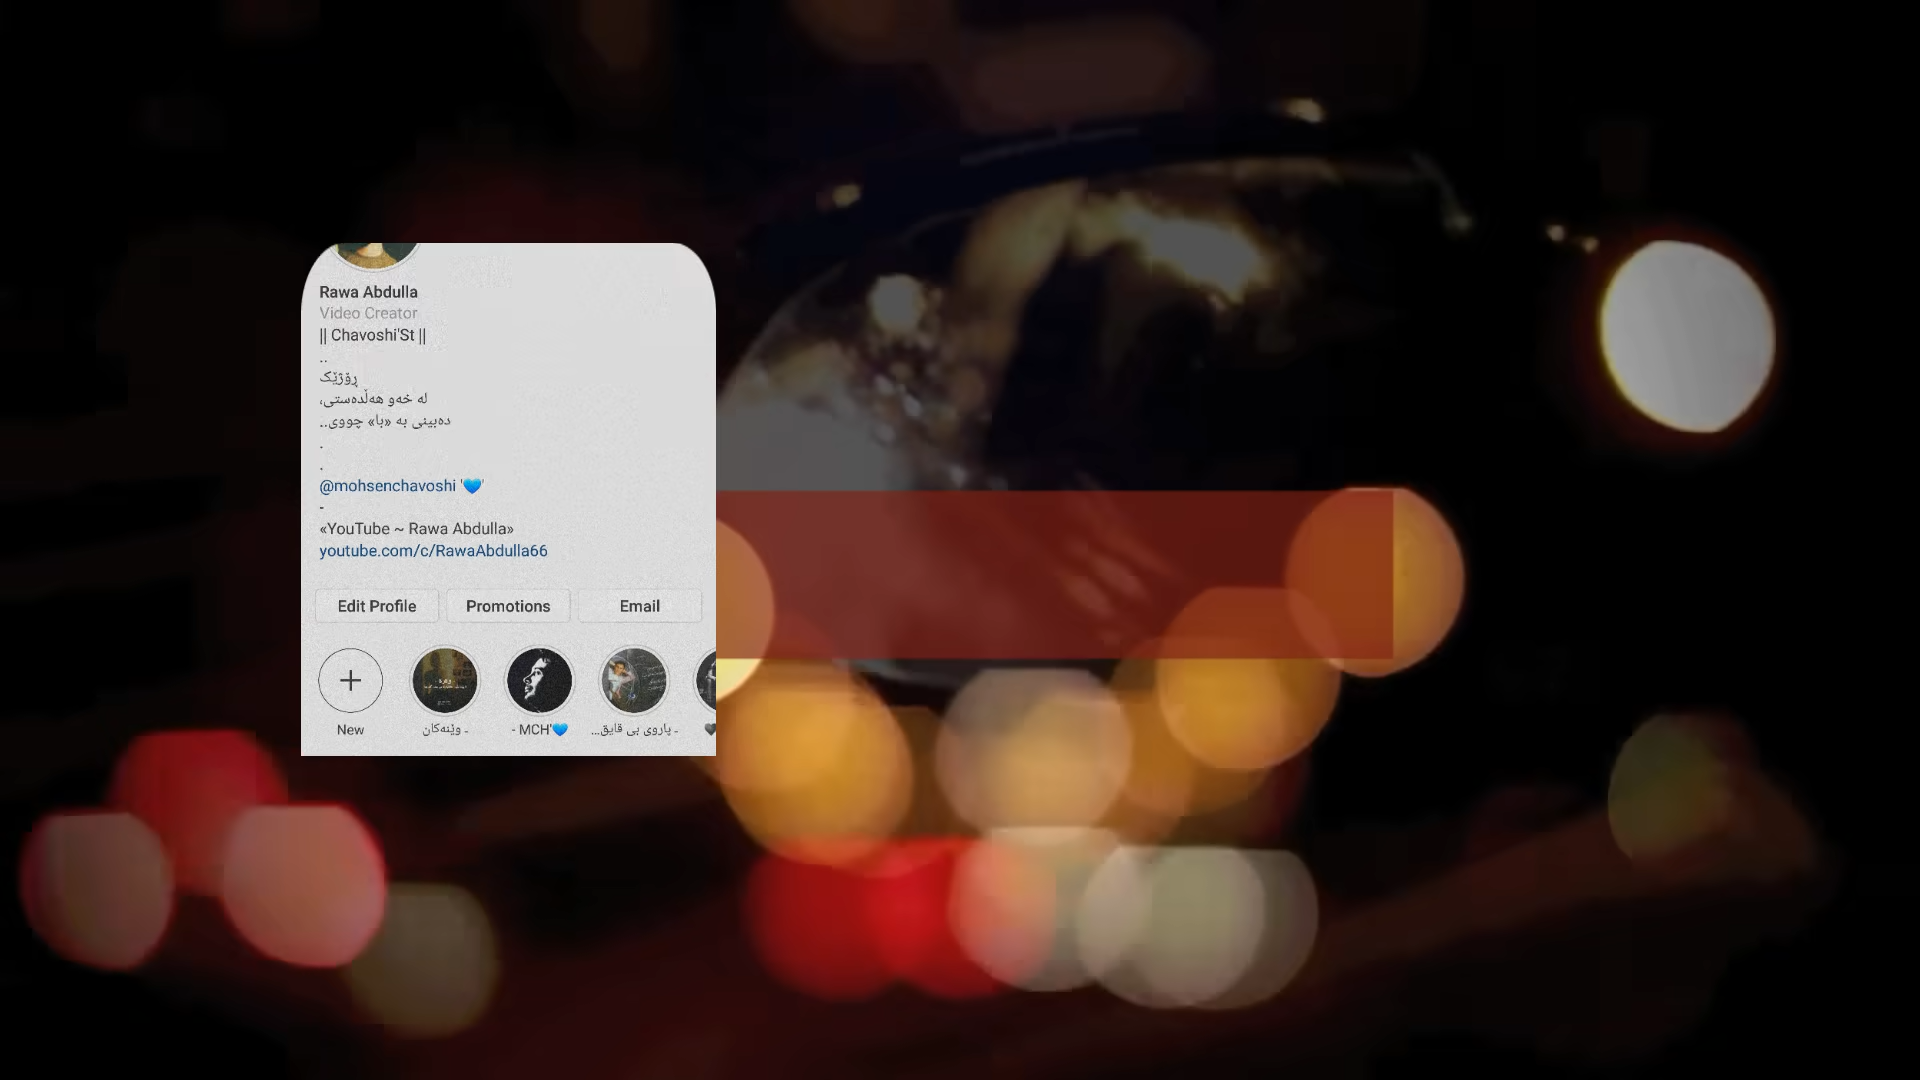 Rawa Abdulla
Video Creator
|| Chavoshi'St ||
..
ڕۆژێک
لە خەو هەڵدەستی،
دەبینی بە «با» چووی..
.
.
@mohsenchavoshi '💙'
-
«YouTube ~ Rawa Abdulla»
youtube.com/c/RawaAbdulla66
Edit Profile
Promotions
Email
New
ـ وێنەکان
- MCH'💙
ـ پاروی بی قایق...